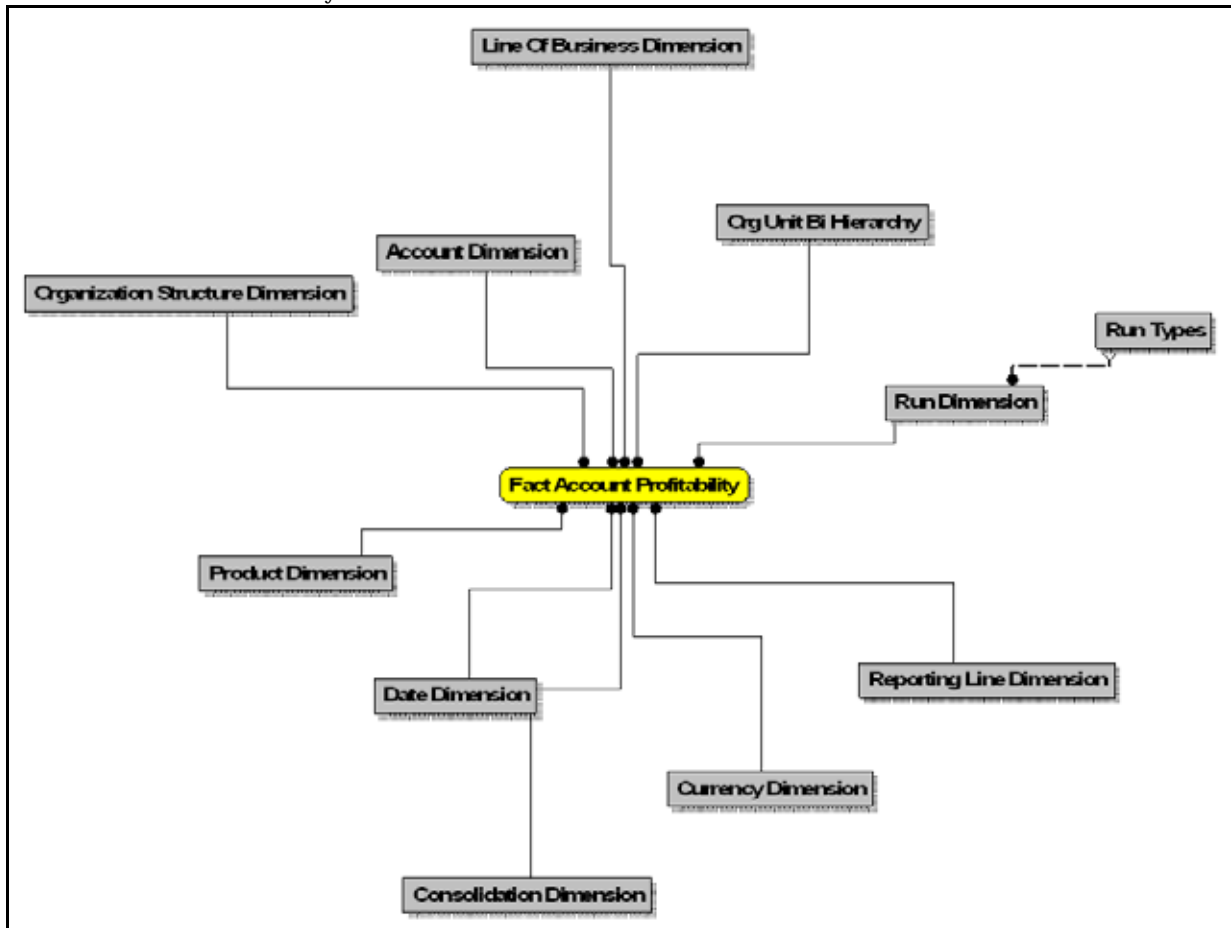 Line Of Business Dimension
Org Unit Bi Hierarchy
Account Dimension
Organization Structure Dimension
Run Types
Run Dimension
Fact Account Profitability
Product Dimension
Reporting Line Dimension
Date Dimension
Currency Dimension
Consolidation Dimension